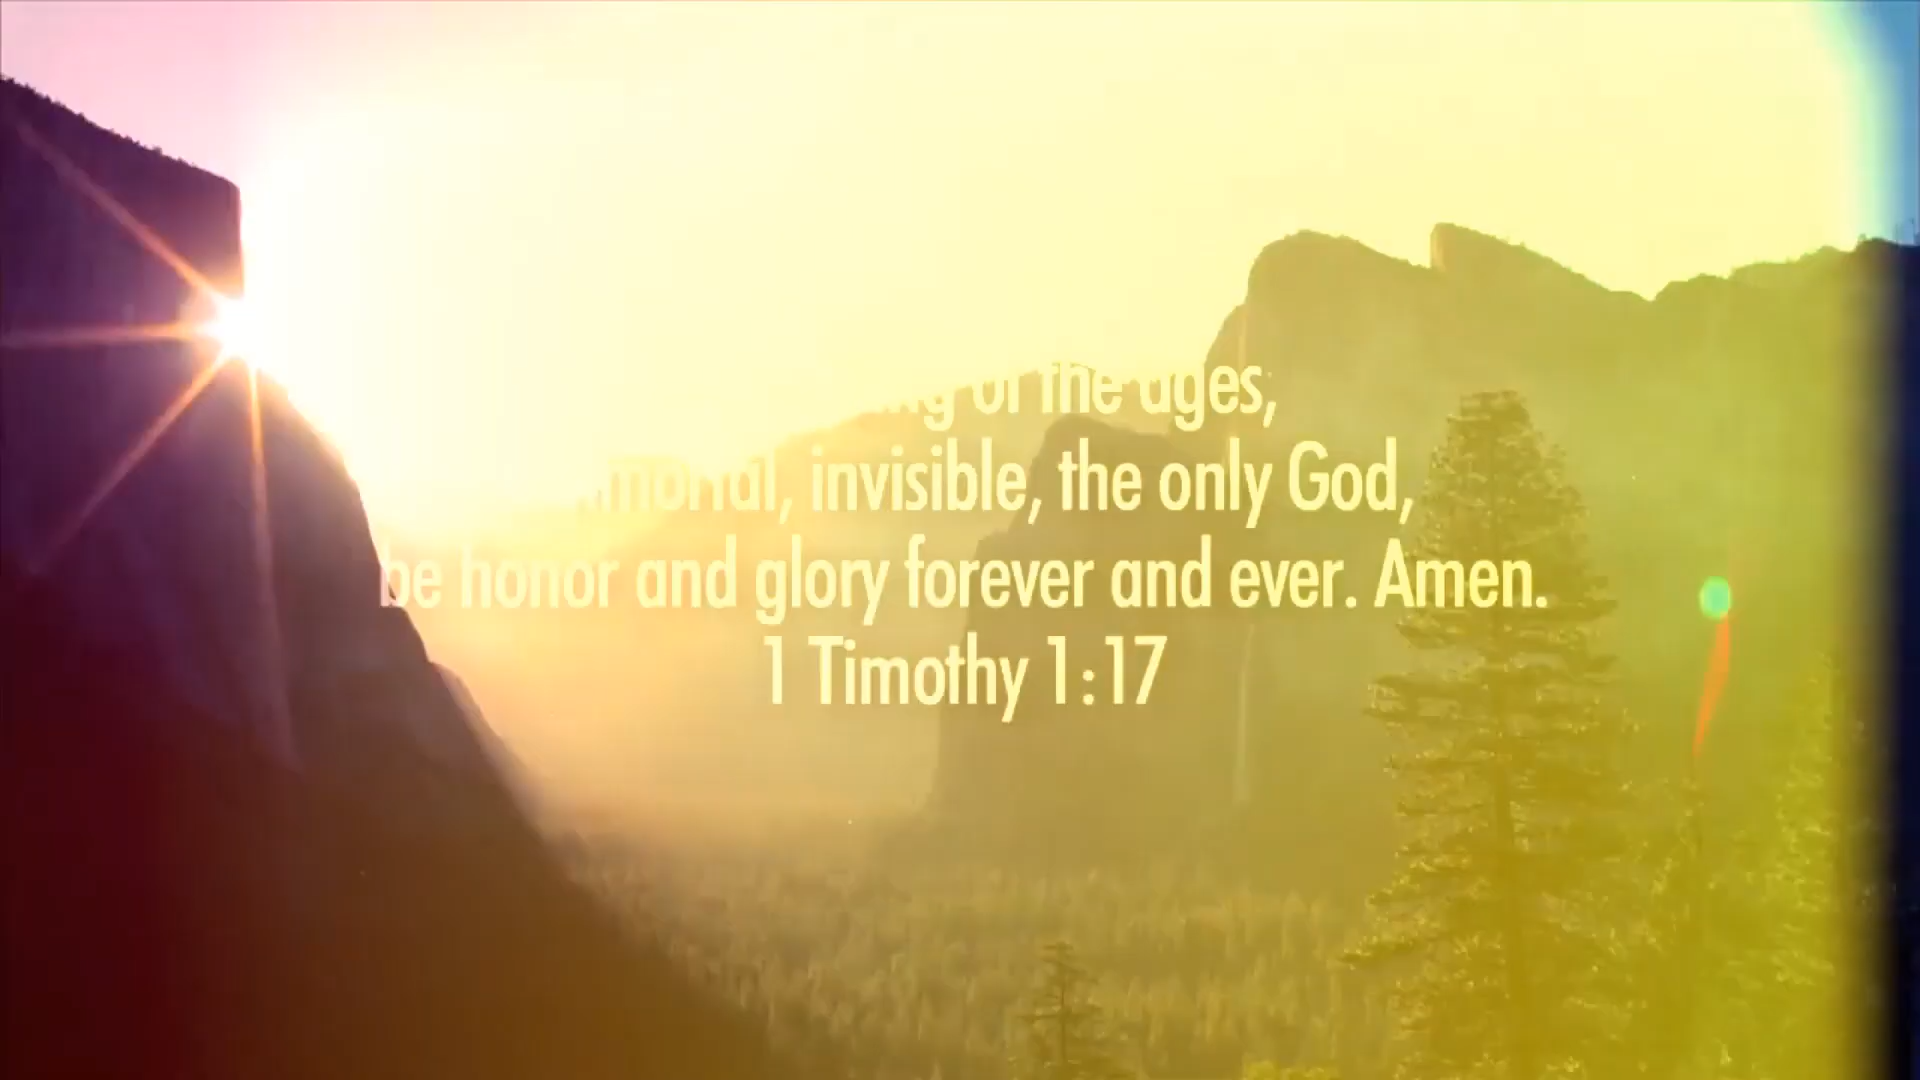 of the ages,
immortal, invisible, the only God,
be honor and glory forever and ever. Amen.
1 Timothy 1:17